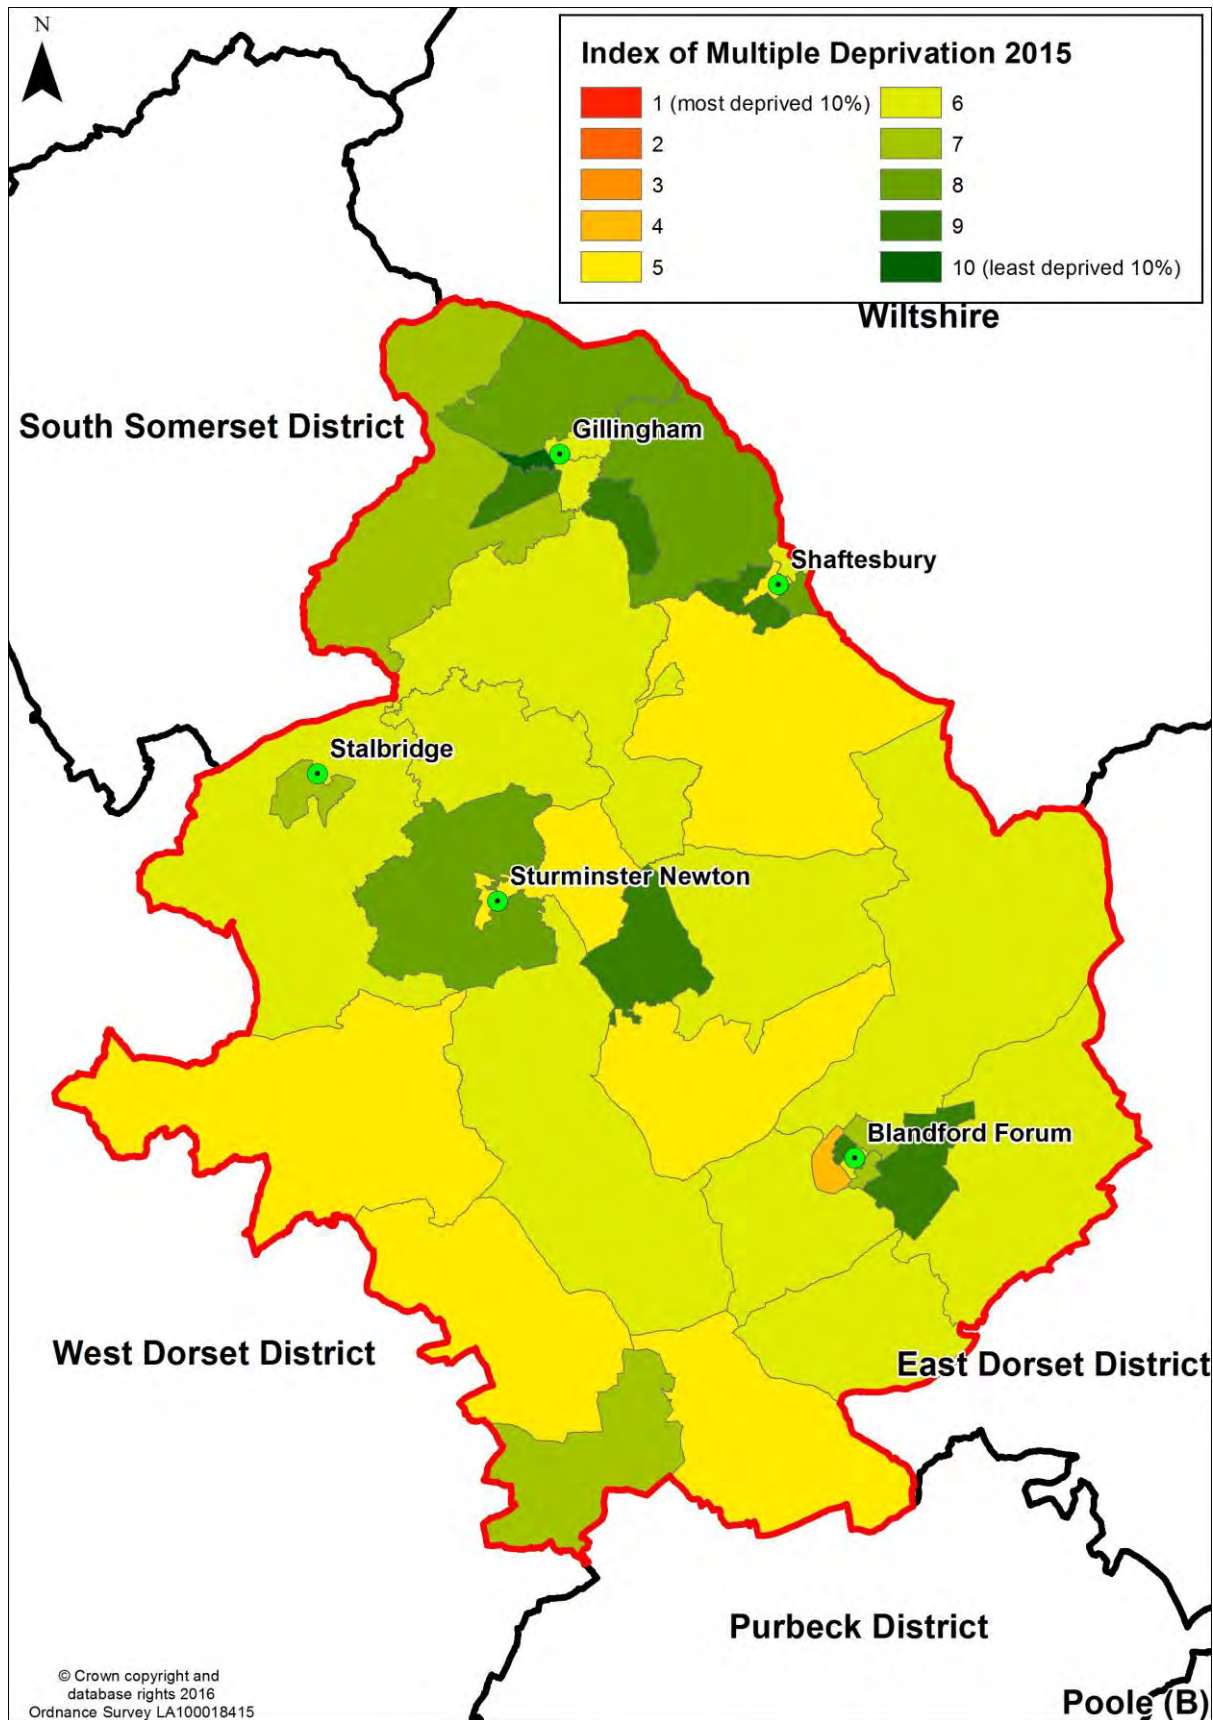 N
Index of Multiple Deprivation 2015
1 (most deprived 10%)
2
3
4
5
6
7
8
9
10 (least deprived 10%)
Wiltshire
South Somerset District
Gillingham
Shaftesbury
Stalbridge
Sturminster Newton
Blandford Forum
West Dorset District
East Dorset District
Purbeck District
Poole (B)
© Crown copyright and
database rights 2016
Ordnance Survey LA100018415